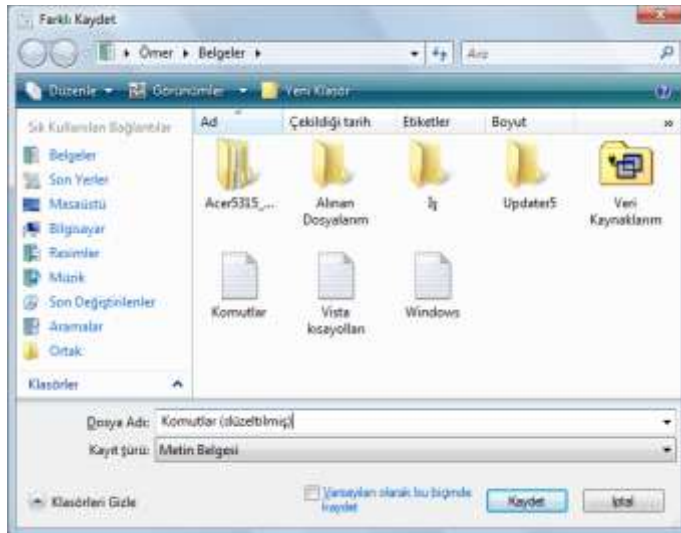 Farklı Kaydet
Ömer Belgeler
Ara
Düzenle Görünümler Yeni Klasör
Sık Kullanılan Bağlantılar
Belgeler
Son Yerler
Masaüstü
Bilgisayar
Resimler
Müzik
Son Değiştirilenler
Aramalar
Ortak
Klasörler
Ad Çekildiği tarih Etiketler Boyut
Acer5315_...
Alınan
Dosyalarım
İş
Updater5
Veri
Kaynaklarım
Komutlar
Vista
kısayolları
Windows
Dosya Adı: Komutlar (düzeltilmiş)
Kayıt türü: Metin Belgesi
Klasörleri Gizle
Varsayılan olarak bu biçimde
kaydet
Kaydet
İptal